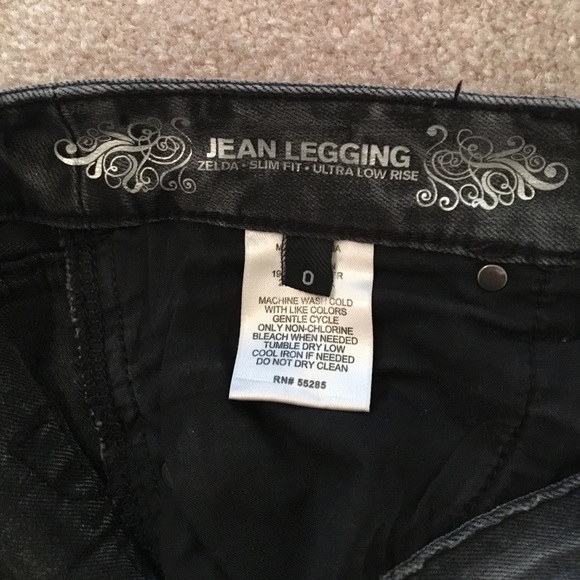 JEAN LEGGING
ZELDA • SLIM FIT • ULTRA LOW RISE
0
MACHINE WASH COLD
WITH LIKE COLORS
GENTLE CYCLE
ONLY NON-CHLORINE
BLEACH WHEN NEEDED
TUMBLE DRY LOW
COOL IRON IF NEEDED
DO NOT DRY CLEAN
RN# 55285